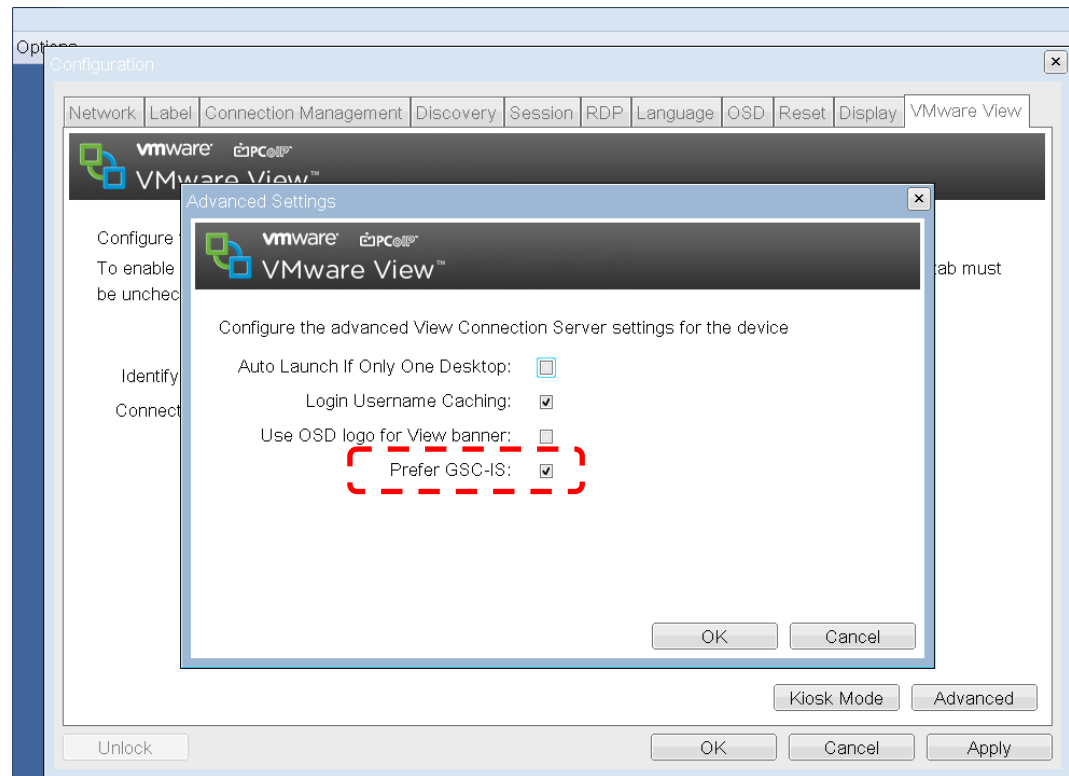 Options
Configuration
Network Label Connection Management Discovery Session RDP Language OSD Reset Display VMware View
vmware PCoIP
VMware View™
Advanced Settings
Configure
To enable tab must
be unchec
Identify
Connect
vmware PCoIP
VMware View™
Configure the advanced View Connection Server settings for the device
Auto Launch If Only One Desktop:
Login Username Caching:
Use OSD logo for View banner:
Prefer GSC-IS:
OK Cancel
Kiosk Mode Advanced
Unlock OK Cancel Apply